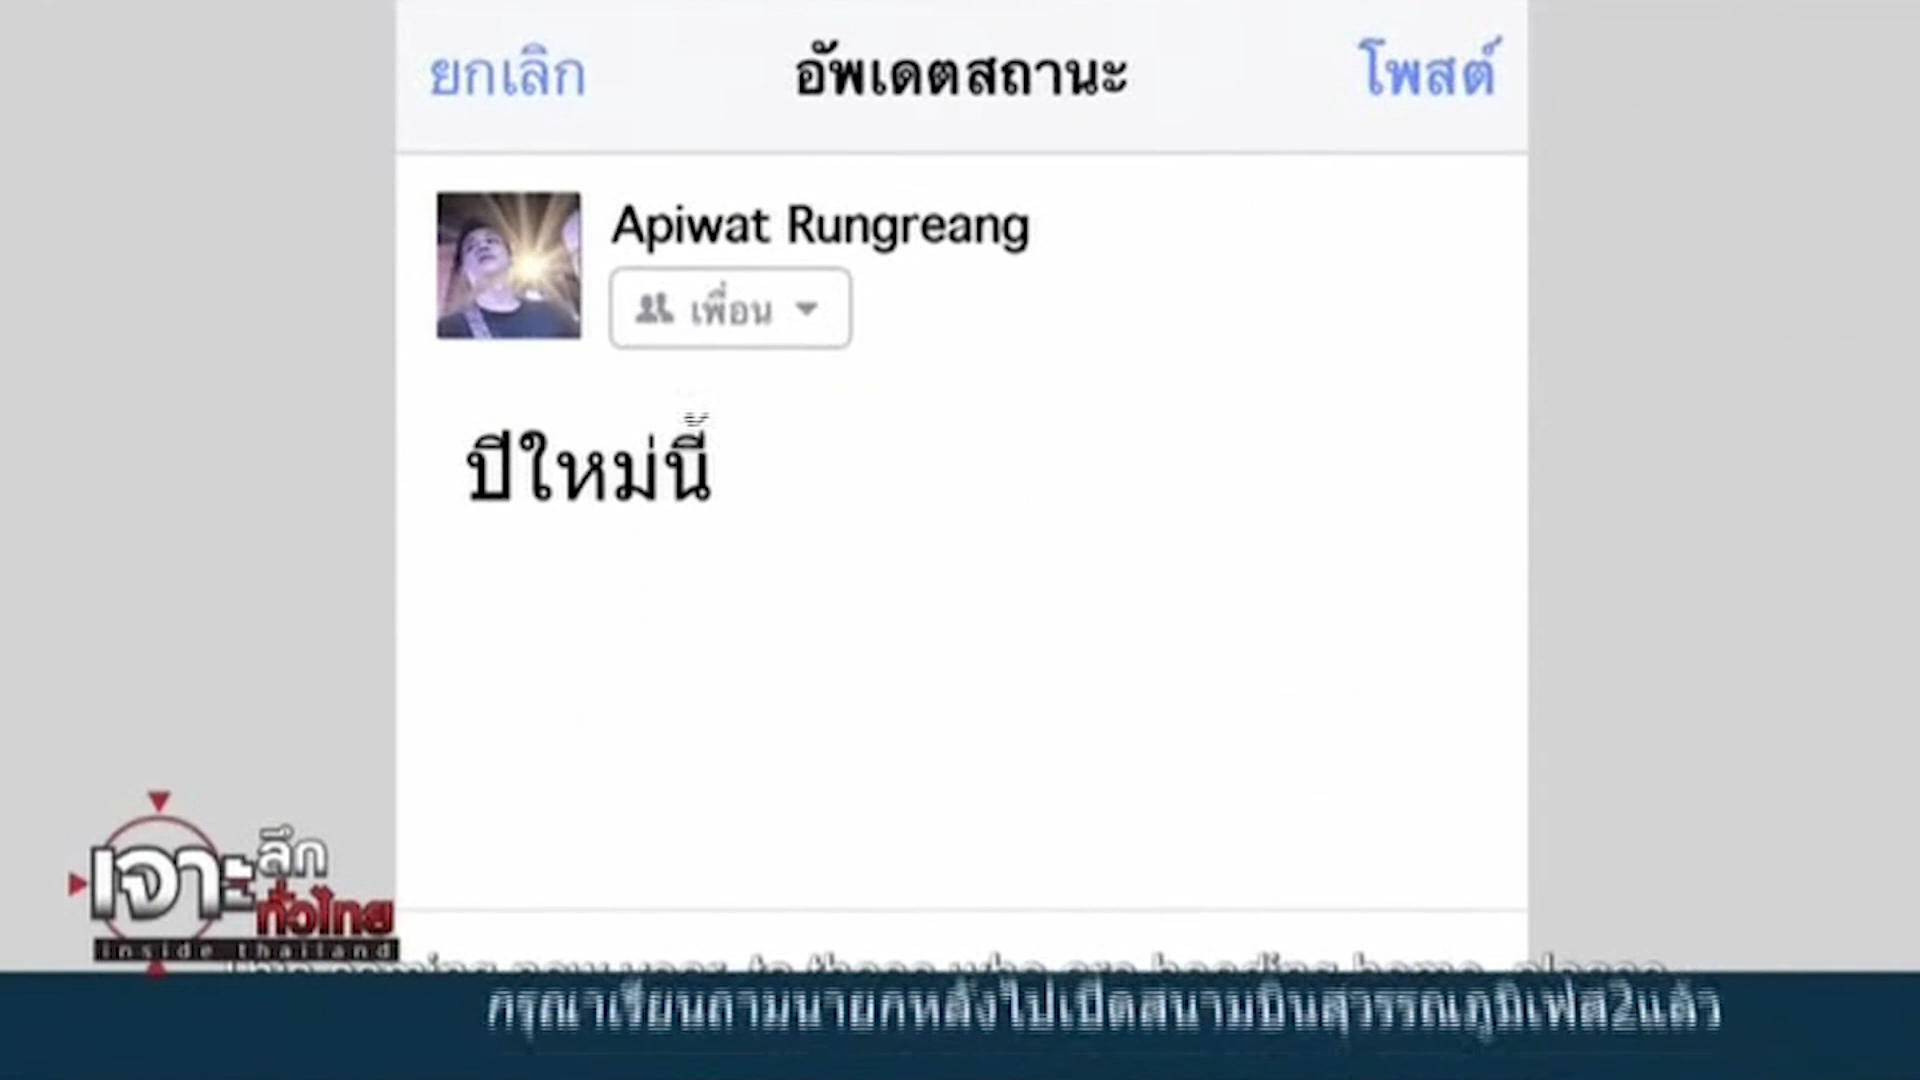 ยกเลิก อัพเดตสถานะ โพสต์
Apiwat Rungreang
เพื่อน
ปีใหม่นี้
เจาะลึก
ทั่วไทย
inside thailand
กรุณาเรียนถามนายกหลังไปเปิดสนามบินสุวรรณภูมิเฟส2แล้ว